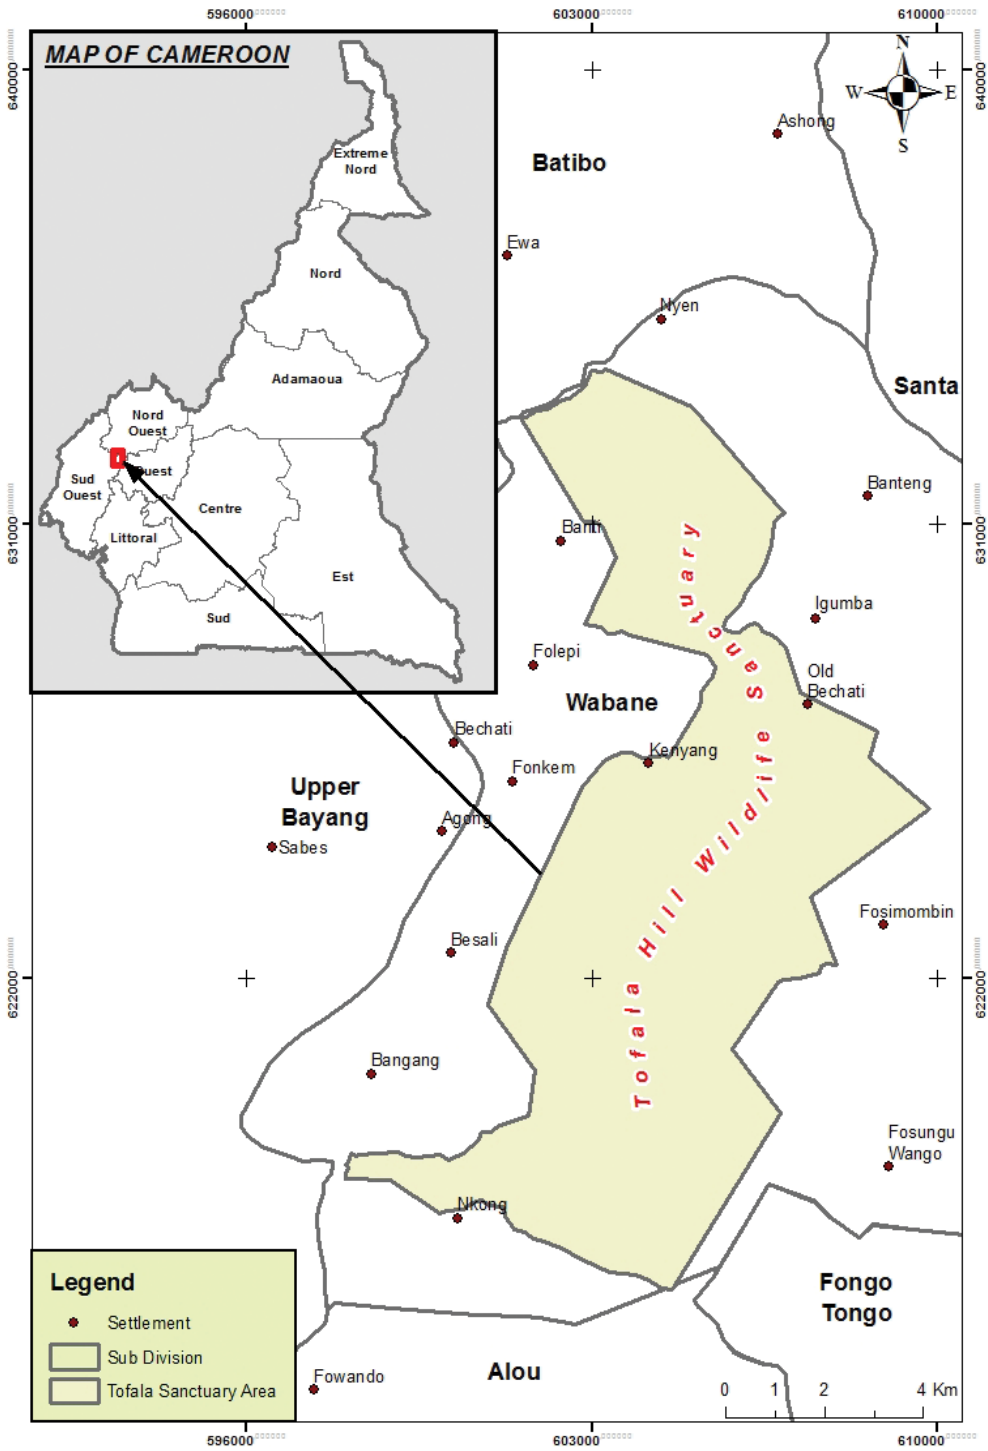 596000
603000
610000
640000
640000
MAP OF CAMEROON
N
W
E
S
Extreme
Nord
Nord
Adamaoua
Nord
Ouest
Ouest
Sud
Ouest
Centre
Littoral
Est
Sud
Ashong
Batibo
Ewa
Nyen
Santa
Banteng
631000
631000
Banti
Igumba
Folepi
Old
Bechati
Wabane
Bechati
Kenyang
Fonkem
Upper
Bayang
Agong
Sabes
Tofala Hill Wildlife Sanctuary
Fosimombin
Besali
622000
622000
Bangang
Fosungu
Wango
Nkong
Legend
Settlement
Sub Division
Tofala Sanctuary Area
Fongo
Tongo
Alou
Fowando
0 1 2 4 Km
596000
603000
610000